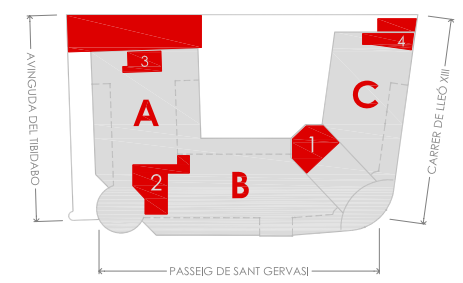 4
3
C
A
1
2
B
AVINGUDA DEL TIBIDABO
CARRER DE LLEÓ XIII
PASSEIG DE SANT GERVASI